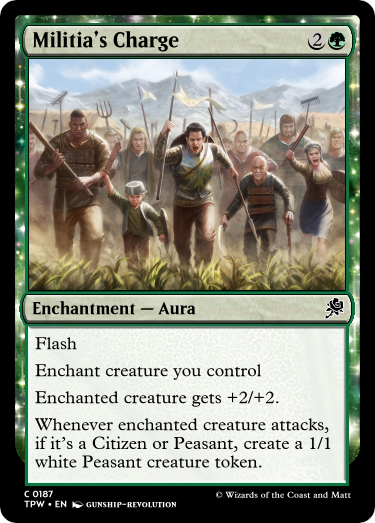 Militia's Charge 2
Enchantment — Aura
Flash
Enchant creature you control
Enchanted creature gets +2/+2.
Whenever enchanted creature attacks,
if it's a Citizen or Peasant, create a 1/1
white Peasant creature token.
C 0187
TPW • EN GUNSHIP-REVOLUTION
© Wizards of the Coast and Matt